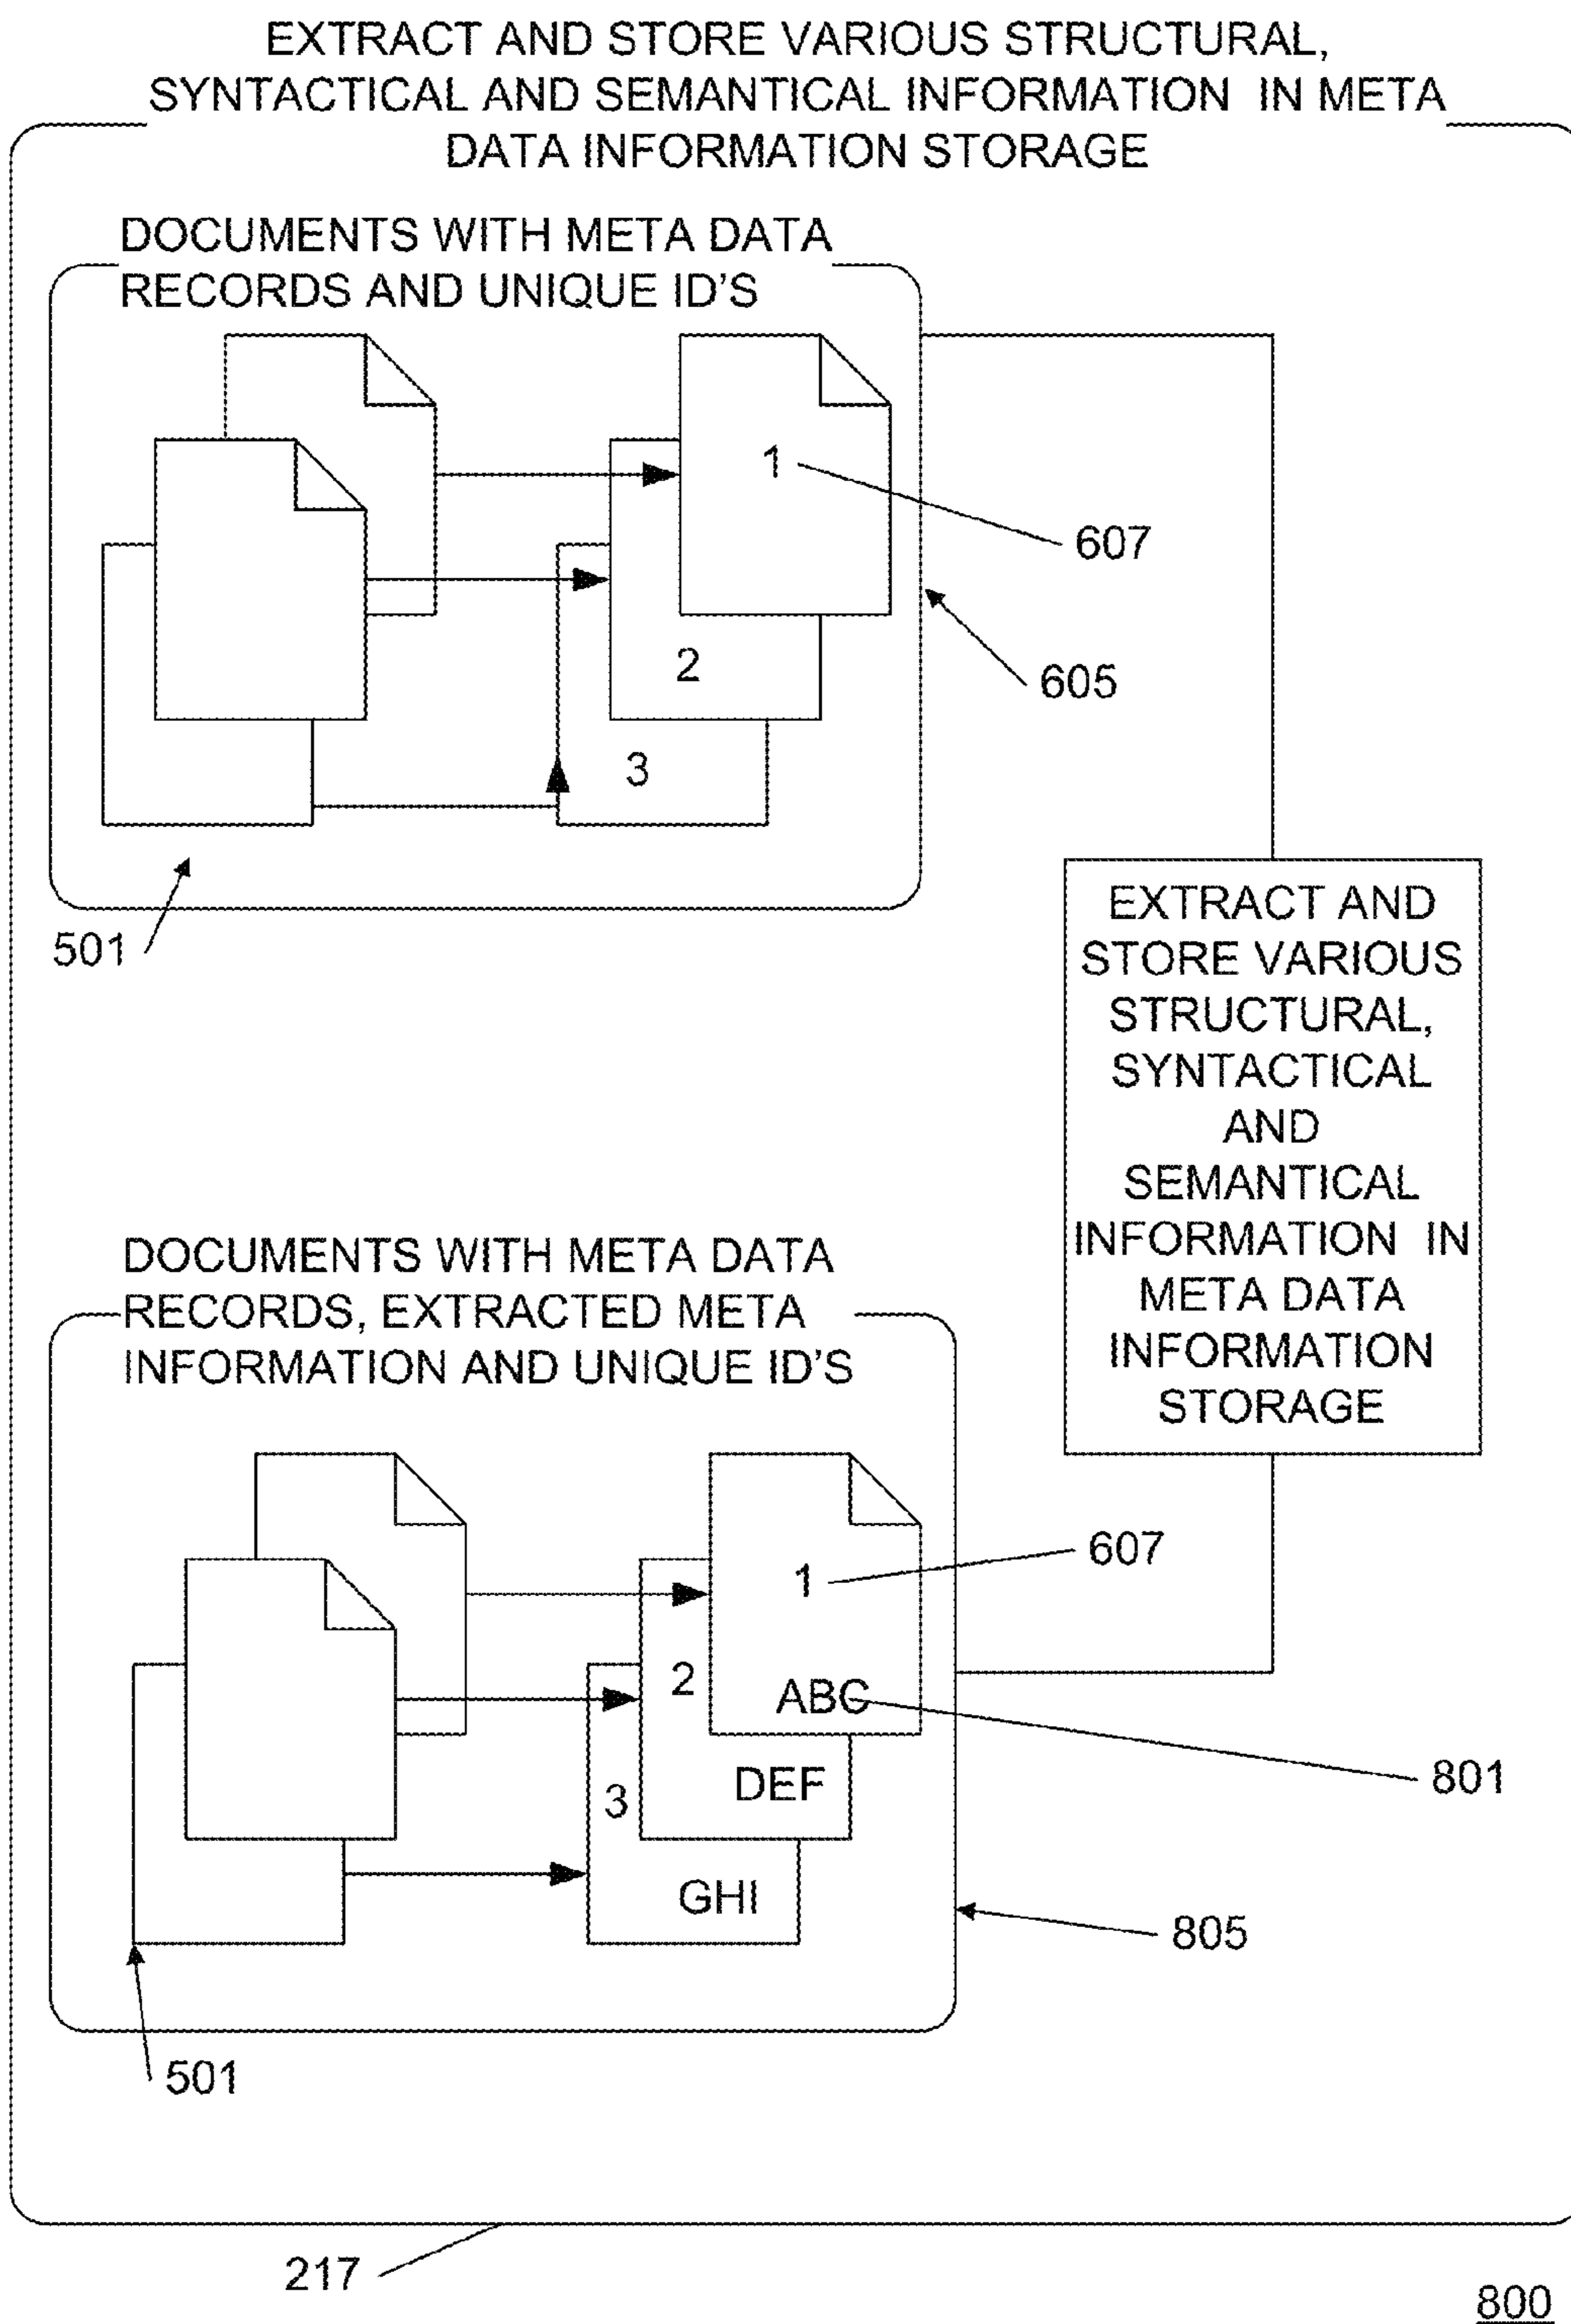 EXTRACT AND STORE VARIOUS STRUCTURAL,
SYNTACTICAL AND SEMANTICAL INFORMATION IN META
DATA INFORMATION STORAGE
DOCUMENTS WITH META DATA
RECORDS AND UNIQUE ID'S
1
607
2
605
3
501
EXTRACT AND
STORE VARIOUS
STRUCTURAL,
SYNTACTICAL
AND
SEMANTICAL
INFORMATION IN
META DATA
INFORMATION
STORAGE
DOCUMENTS WITH META DATA
RECORDS, EXTRACTED META
INFORMATION AND UNIQUE ID'S
1
607
2
ABC
801
3
DEF
GHI
805
501
217
800